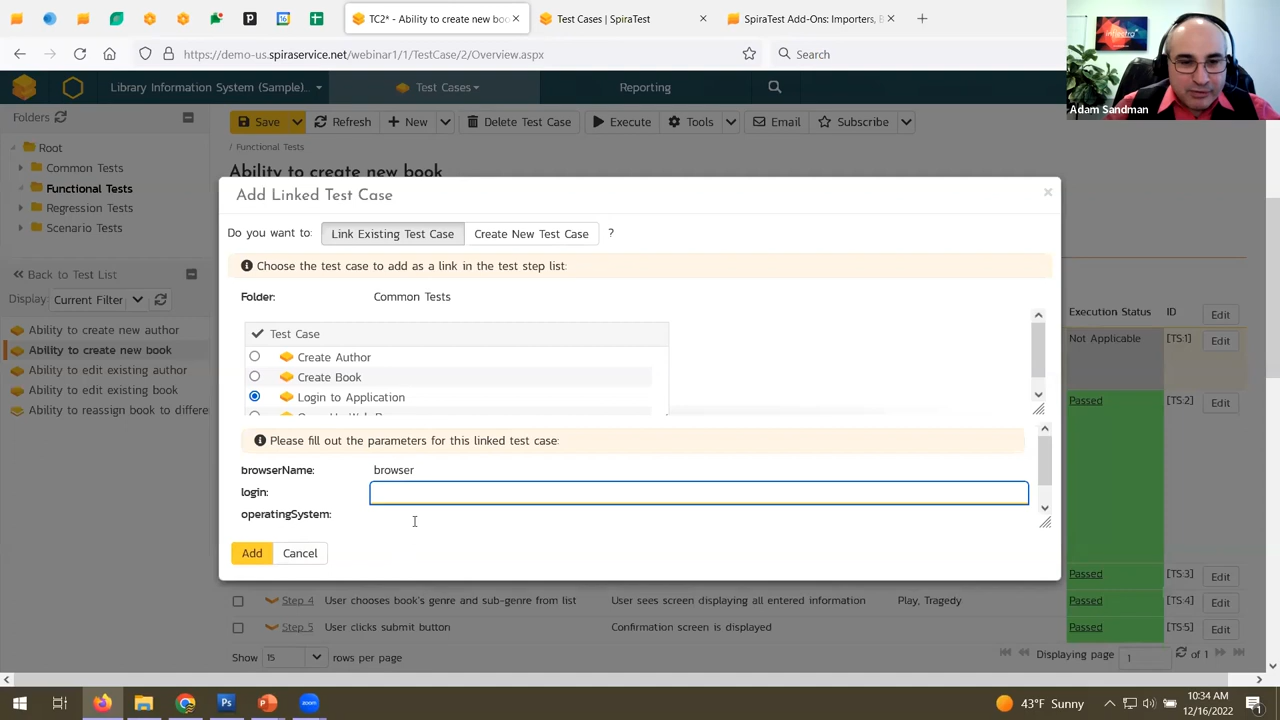 TC2* - Ability to create new boo
Test Cases | SpiraTest
SpiraTest Add-Ons: Importers, B
https://demo-us.spiraservice.net/webinar1/TestCase/2/Overview.aspx
Search
inflectra
Adam Sandman
Library Information System (Sample)...
Test Cases
Reporting
Folders
Save
Refresh
New
Delete Test Case
Execute
Tools
Email
Subscribe
/ Functional Tests
Root
Ability to create new book
Common Tests
Functional Tests
Regression Tests
Scenario Tests
Add Linked Test Case
Do you want to:
Link Existing Test Case
Create New Test Case
?
Choose the test case to add as a link in the test step list:
Back to Test List
Folder:
Common Tests
Display:
Current Filter
Test Case
Create Author
Create Book
Login to Application
Ability to create new author
Ability to create new book
Ability to edit existing author
Ability to edit existing book
Ability to reassign book to differe
Please fill out the parameters for this linked test case:
browserName:
browser
login:
operatingSystem:
Add
Cancel
Execution Status
ID
Edit
Not Applicable
[TS:1]
Edit
Passed
[TS:2]
Edit
Passed
[TS:3]
Edit
Step 4
User chooses book's genre and sub-genre from list
User sees screen displaying all entered information
Play, Tragedy
Passed
[TS:4]
Edit
Step 5
User clicks submit button
Confirmation screen is displayed
Passed
[TS:5]
Edit
Show
15
rows per page
Displaying page
1
of 1
43°F Sunny
10:34 AM
12/16/2022